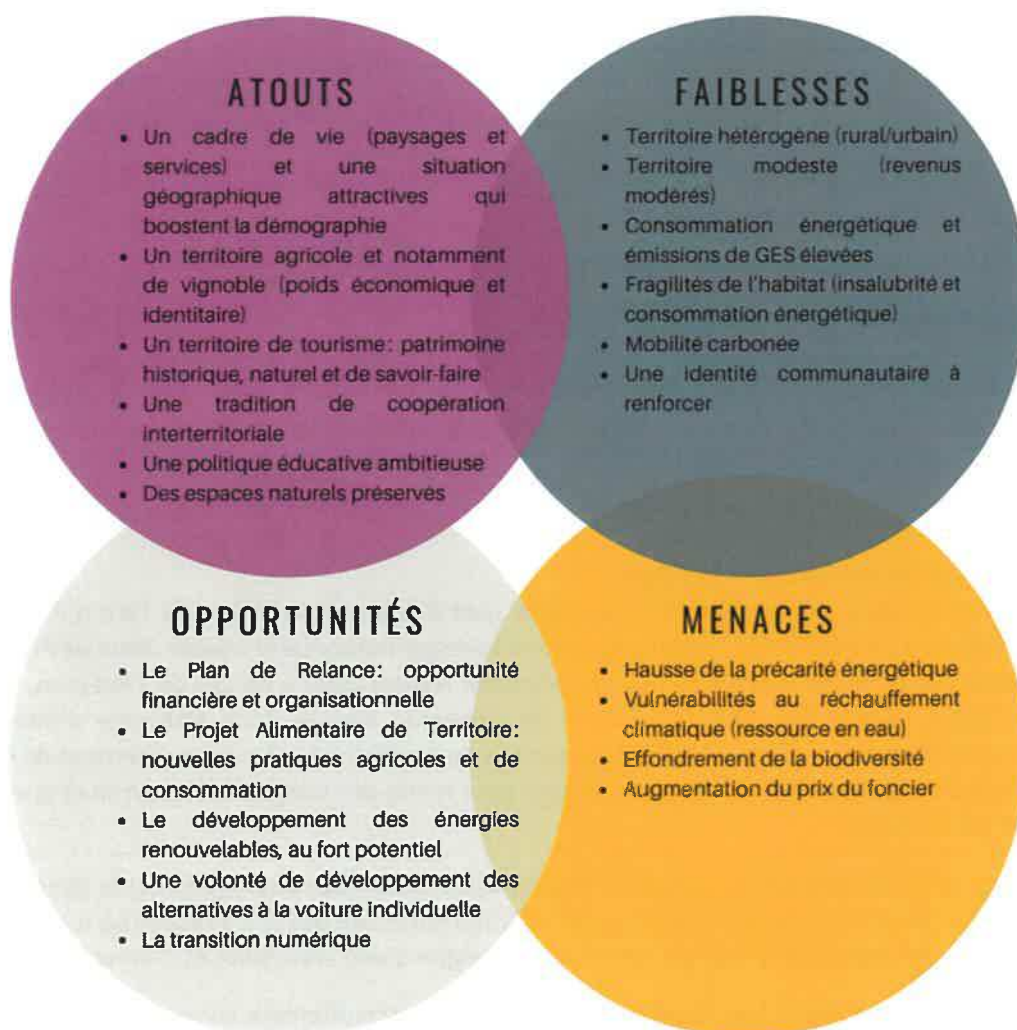 ATOUTS
• Un cadre de vie (paysages et
services) et une situation
géographique attractives qui
boostent la démographie
• Un territoire agricole et notamment
de vignoble (poids économique et
identitaire)
• Un territoire de tourisme: patrimoine
historique, naturel et de savoir-faire
• Une tradition de coopération
interterritoriale
• Une politique éducative ambitieuse
• Des espaces naturels préservés
FAIBLESSES
• Territoire hétérogène (rural/urbain)
• Territoire modeste (revenus
modérés)
• Consommation énergétique et
émissions de GES élevées
• Fragilités de l'habitat (insalubrité et
consommation énergétique)
• Mobilité carbonée
• Une identité communautaire à
renforcer
OPPORTUNITÉS
• Le Plan de Relance: opportunité
financière et organisationnelle
• Le Projet Alimentaire de Territoire:
nouvelles pratiques agricoles et de
consommation
• Le développement des énergies
renouvelables, au fort potentiel
• Une volonté de développement des
alternatives à la voiture individuelle
• La transition numérique
MENACES
• Hausse de la précarité énergétique
• Vulnérabilités au réchauffement
climatique (ressource en eau)
• Effondrement de la biodiversité
• Augmentation du prix du foncier